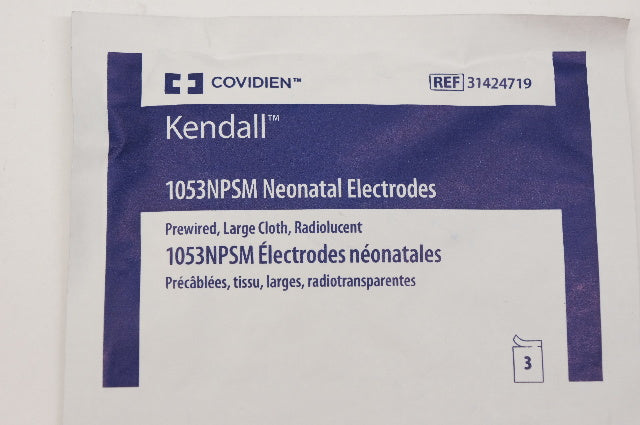 COVIDIEN™
REF 31424719
Kendall™
1053NPSM Neonatal Electrodes
Prewired, Large Cloth, Radiolucent
1053NPSM Électrodes néonatales
Précâblées, tissu, larges, radiotransparentes
3